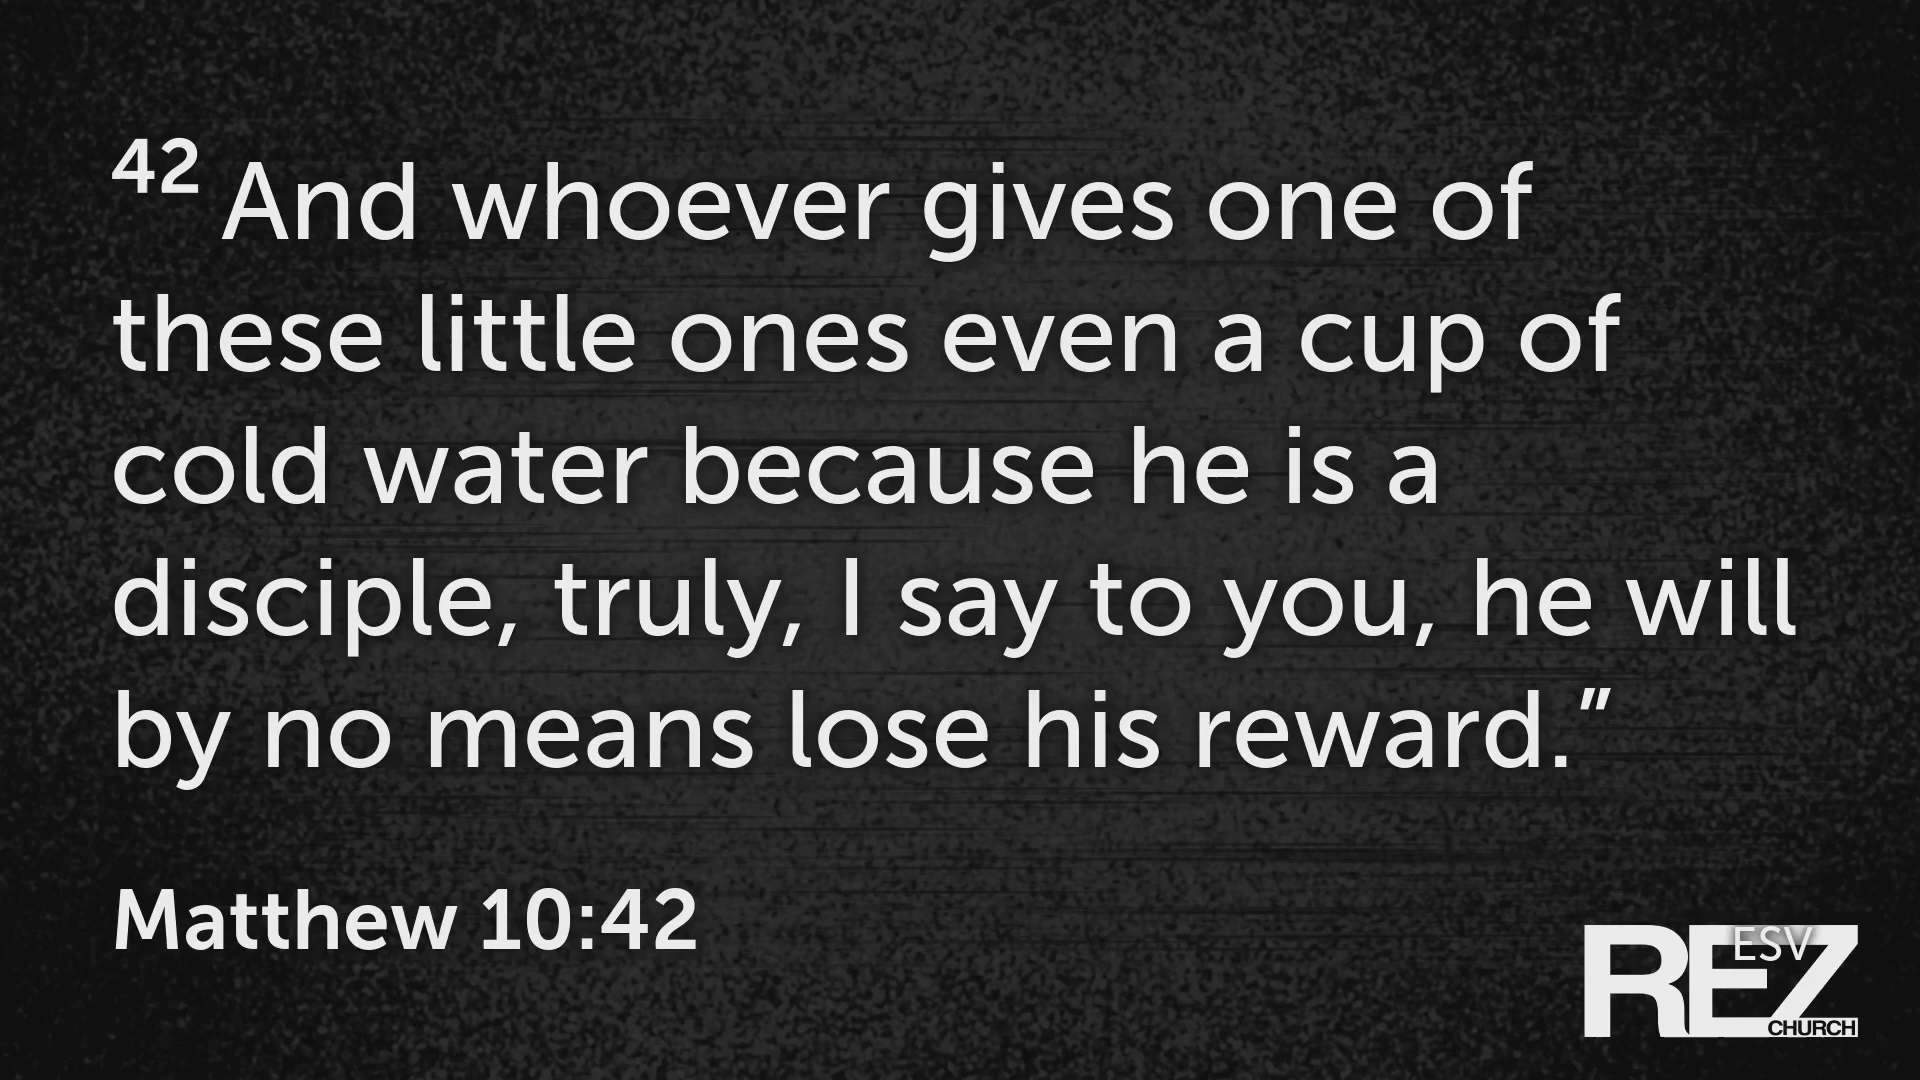 42 And whoever gives one of
these little ones even a cup of
cold water because he is a
disciple, truly, I say to you, he will
by no means lose his reward.”
Matthew 10:42
ESV
REZ
CHURCH